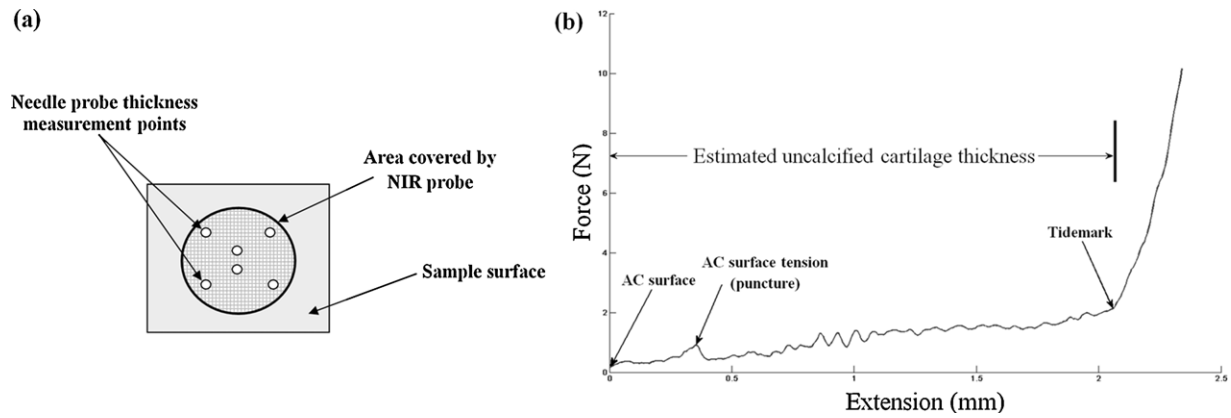 (a)
Needle probe thickness
measurement points
Area covered by
NIR probe
Sample surface
(b)
12
10
8
6
4
2
0
Force (N)
Estimated uncalcified cartilage thickness
Tidemark
AC surface tension
(puncture)
AC surface
0 0.5 1 1.5 2 2.5
Extension (mm)